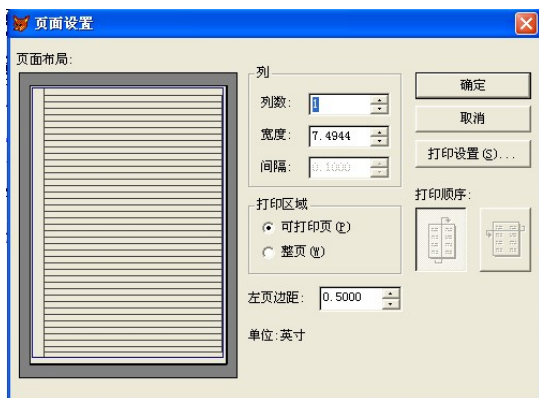 页面设置
页面布局:
列
列数: 1
宽度: 7.4944
间隔: 0.1000
打印区域
可打印页(P)
整页(W)
左页边距: 0.5000
单位:英寸
确定
取消
打印设置(S)...
打印顺序: